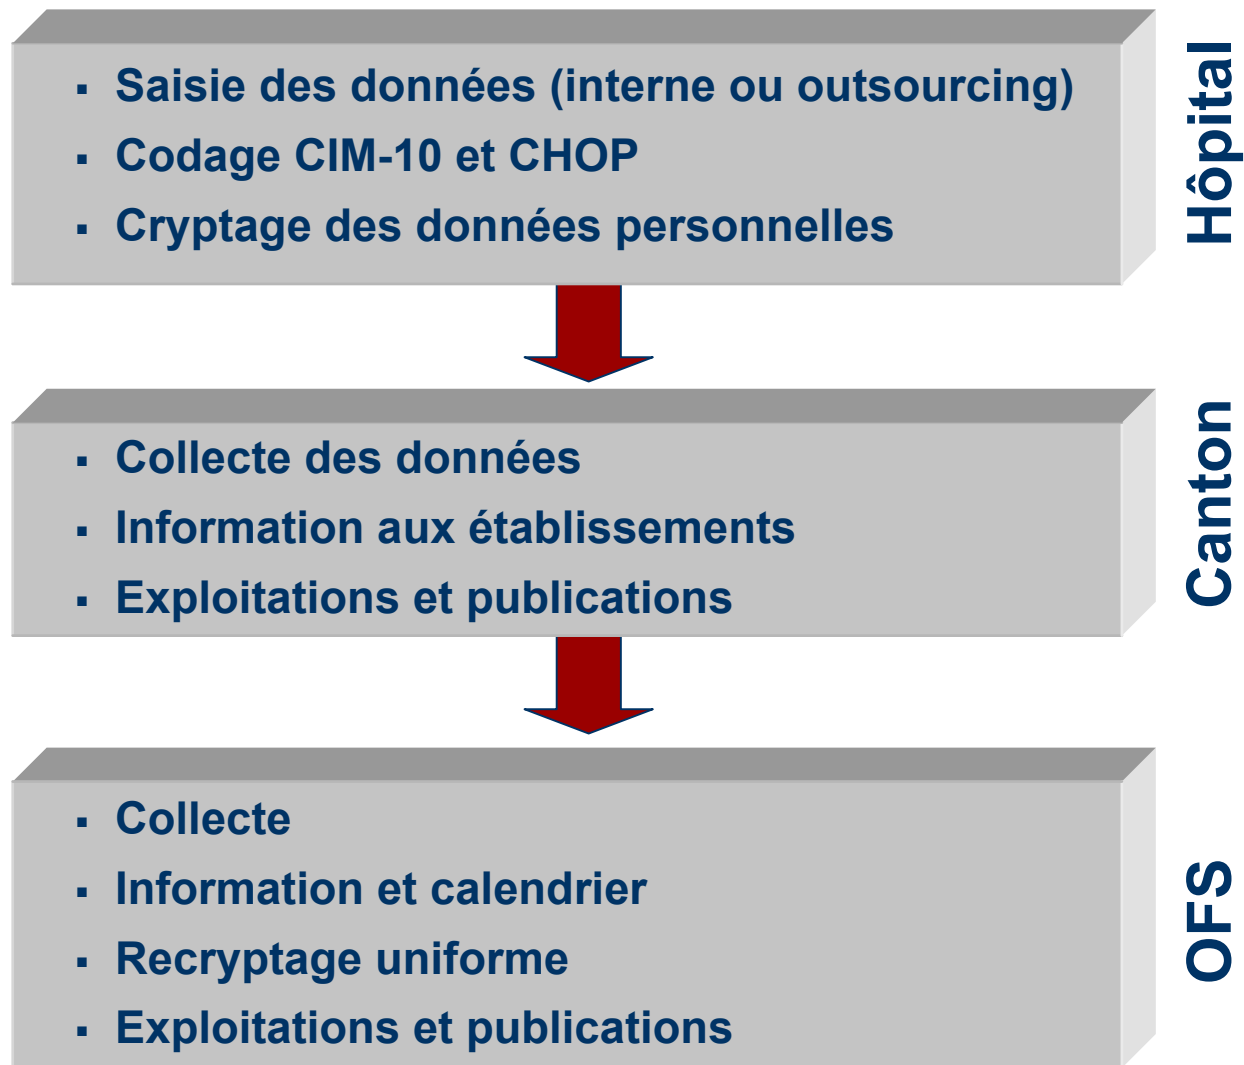 ▪ Saisie des données (interne ou outsourcing)
▪ Codage CIM-10 et CHOP
▪ Cryptage des données personnelles
Hôpital
▪ Collecte des données
▪ Information aux établissements
▪ Exploitations et publications
Canton
▪ Collecte
▪ Information et calendrier
▪ Recryptage uniforme
▪ Exploitations et publications
OFS